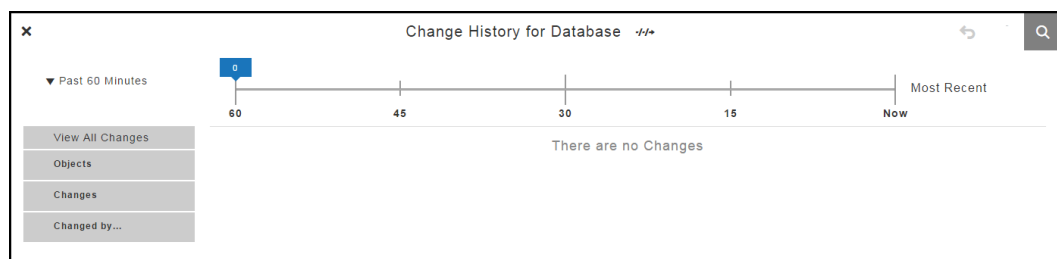 Change History for Database
Past 60 Minutes
0
Most Recent
60 45 30 15 Now
View All Changes
There are no Changes
Objects
Changes
Changed by...